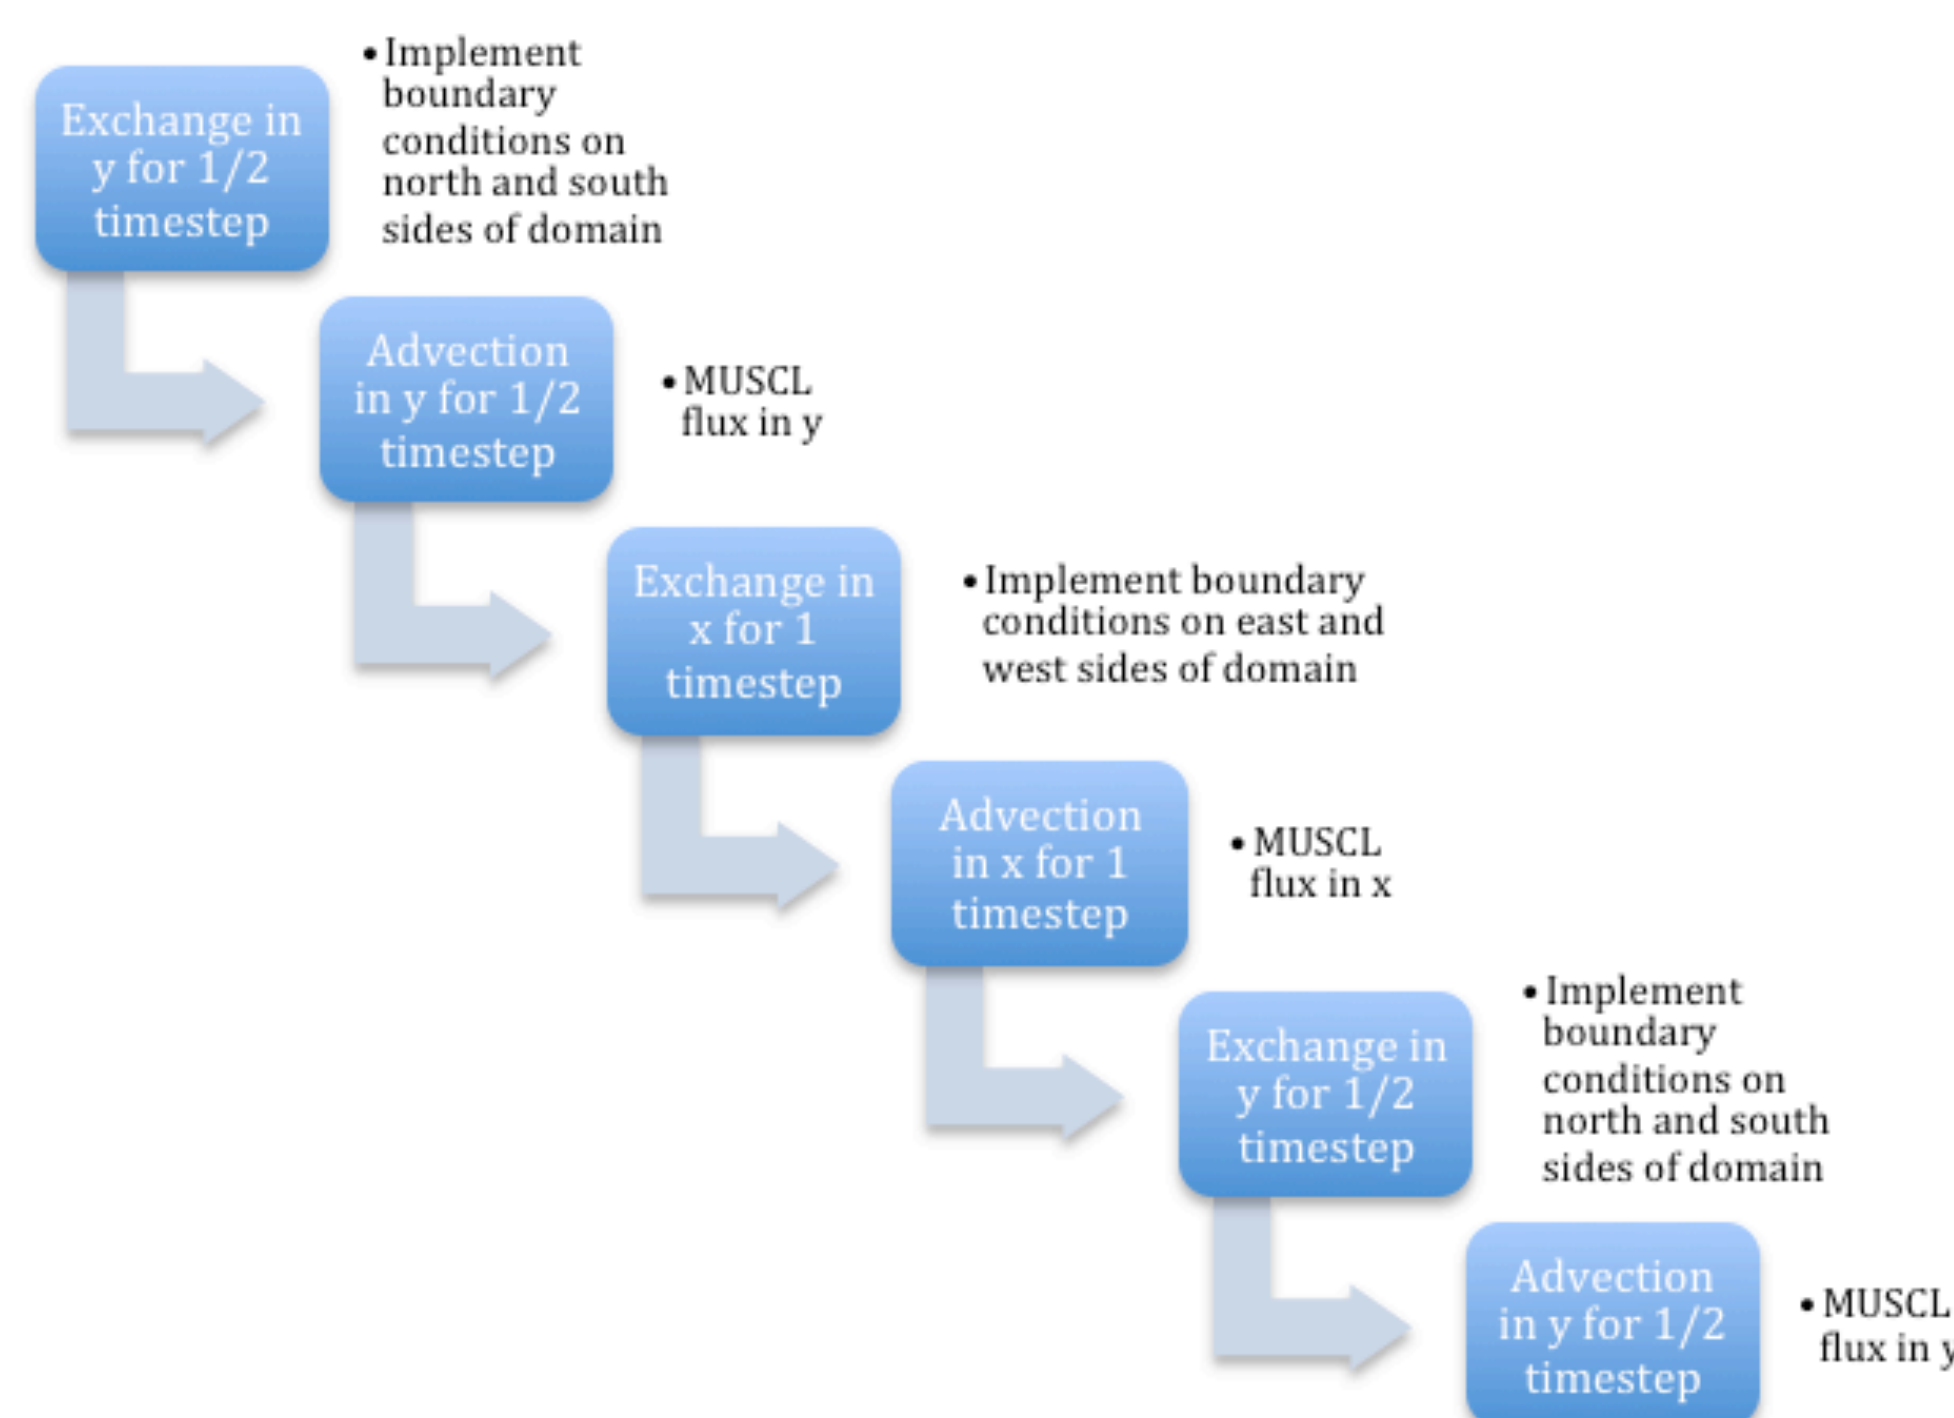 Exchange in
y for 1/2
timestep
• Implement
boundary
conditions on
north and south
sides of domain
Advection
in y for 1/2
timestep
• MUSCL
flux in y
Exchange in
x for 1
timestep
• Implement boundary
conditions on east and
west sides of domain
Advection
in x for 1
timestep
• MUSCL
flux in x
Exchange in
y for 1/2
timestep
• Implement
boundary
conditions on
north and south
sides of domain
Advection
in y for 1/2
timestep
• MUSCL
flux in y